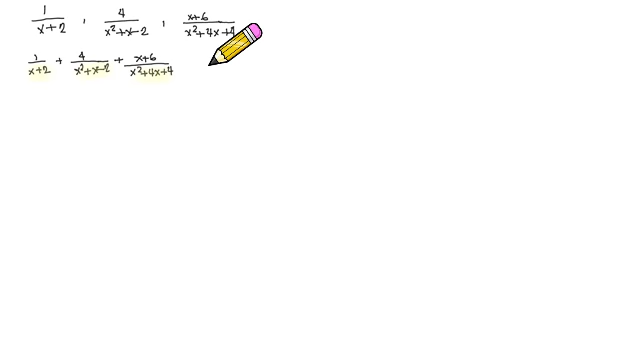 1/(x+2) , 4/(x²+x-2) , (x+6)/(x²+4x+4)
1/(x+2) + 4/(x²+x-2) + (x+6)/(x²+4x+4)